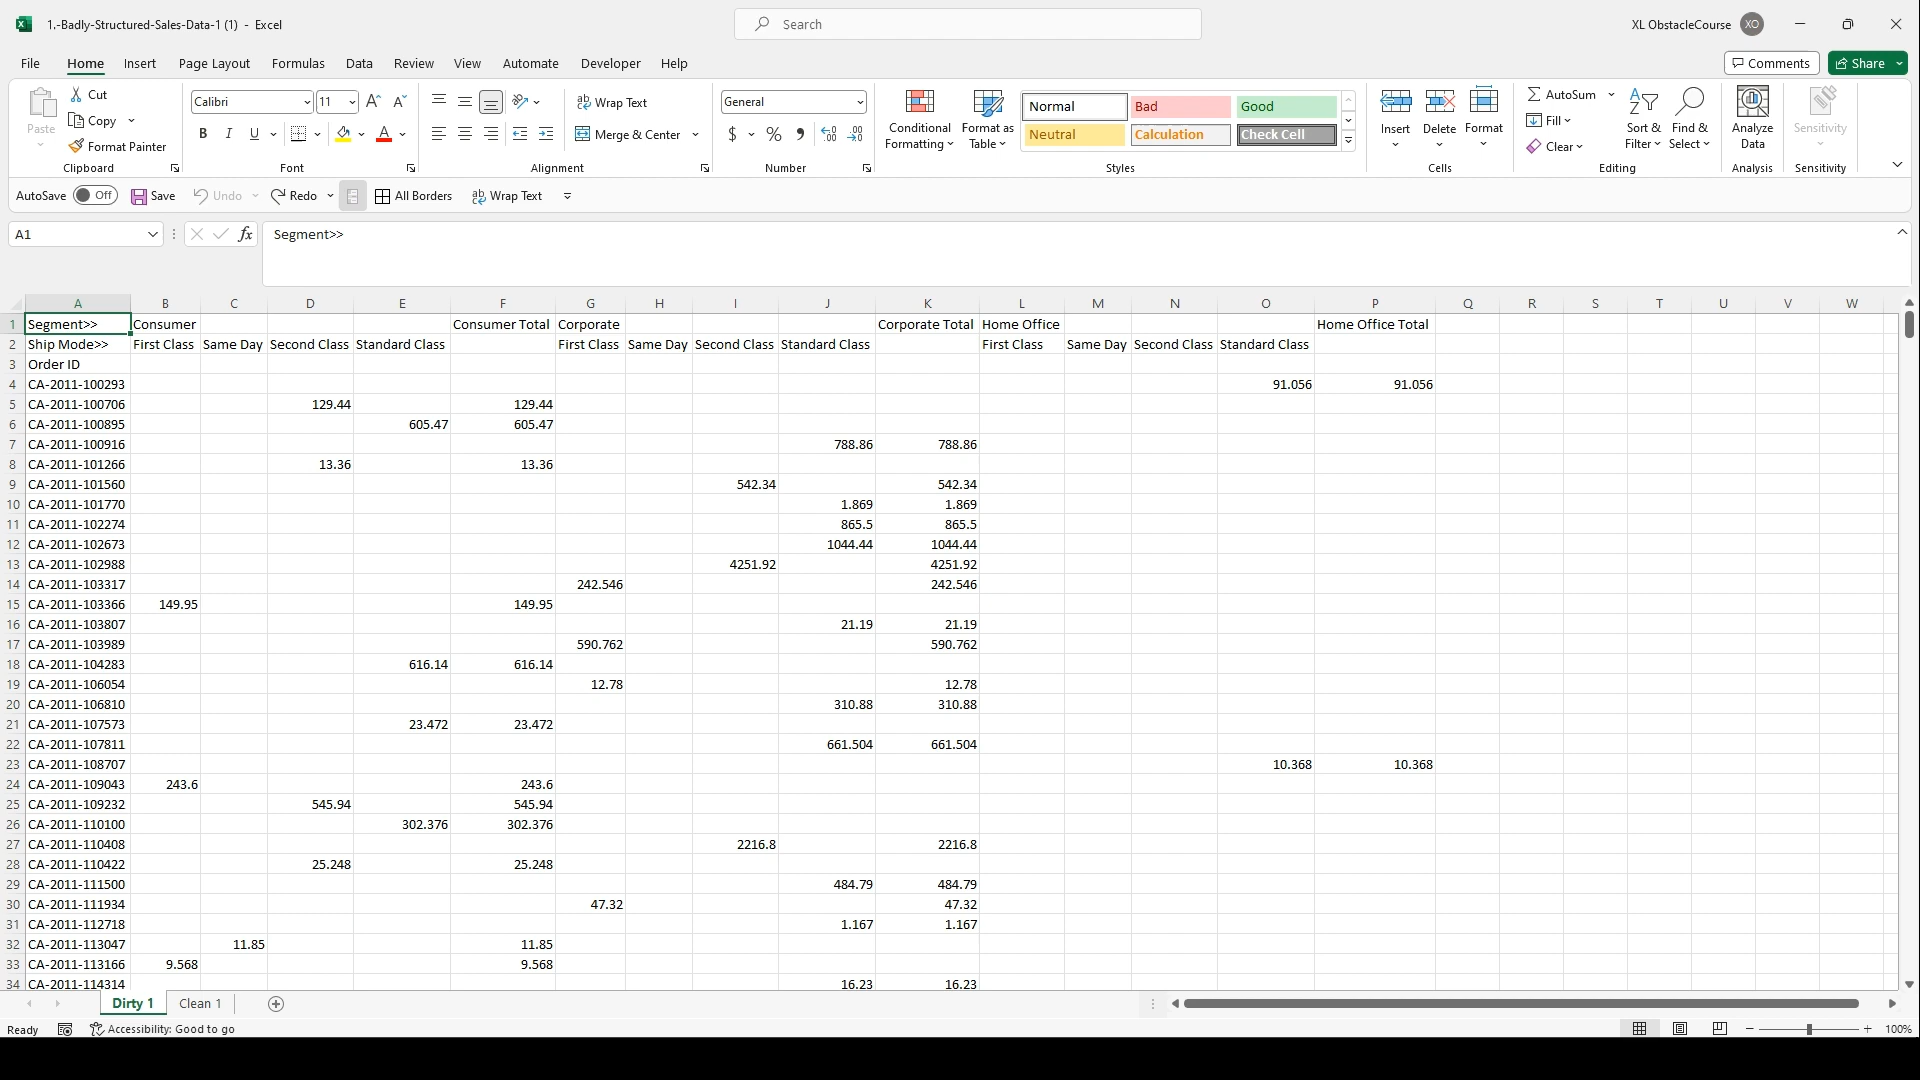 1.-Badly-Structured-Sales-Data-1 (1) - Excel
Search
XL ObstacleCourse XO
File Home Insert Page Layout Formulas Data Review View Automate Developer Help
Comments Share
Paste
Cut
Copy
Format Painter
Clipboard
Calibri 11
B I U
Font
Wrap Text
Merge & Center
Alignment
General
$ %
Number
Conditional Formatting
Format as Table
Normal Bad Good
Neutral Calculation Check Cell
Styles
Insert Delete Format
Cells
AutoSum
Fill
Clear
Sort & Filter
Find & Select
Editing
Analyze Data
Analysis
Sensitivity
Sensitivity
AutoSave Off Save Undo Redo All Borders Wrap Text
A1 fx Segment>>
A B C D E F G H I J K L M N O P Q R S T U V W
1 Segment>> Consumer Consumer Total Corporate Corporate Total Home Office Home Office Total
2 Ship Mode>> First Class Same Day Second Class Standard Class First Class Same Day Second Class Standard Class First Class Same Day Second Class Standard Class
3 Order ID
4 CA-2011-100293 91.056 91.056
5 CA-2011-100706 129.44 129.44
6 CA-2011-100895 605.47 605.47
7 CA-2011-100916 788.86 788.86
8 CA-2011-101266 13.36 13.36
9 CA-2011-101560 542.34 542.34
10 CA-2011-101770 1.869 1.869
11 CA-2011-102274 865.5 865.5
12 CA-2011-102673 1044.44 1044.44
13 CA-2011-102988 4251.92 4251.92
14 CA-2011-103317 242.546 242.546
15 CA-2011-103366 149.95 149.95
16 CA-2011-103807 21.19 21.19
17 CA-2011-103989 590.762 590.762
18 CA-2011-104283 616.14 616.14
19 CA-2011-106054 12.78 12.78
20 CA-2011-106810 310.88 310.88
21 CA-2011-107573 23.472 23.472
22 CA-2011-107811 661.504 661.504
23 CA-2011-108707 10.368 10.368
24 CA-2011-109043 243.6 243.6
25 CA-2011-109232 545.94 545.94
26 CA-2011-110100 302.376 302.376
27 CA-2011-110408 2216.8 2216.8
28 CA-2011-110422 25.248 25.248
29 CA-2011-111500 484.79 484.79
30 CA-2011-111934 47.32 47.32
31 CA-2011-112718 1.167 1.167
32 CA-2011-113047 11.85 11.85
33 CA-2011-113166 9.568 9.568
34 CA-2011-114314 16.23 16.23
Dirty 1 Clean 1
Ready Accessibility: Good to go 100%